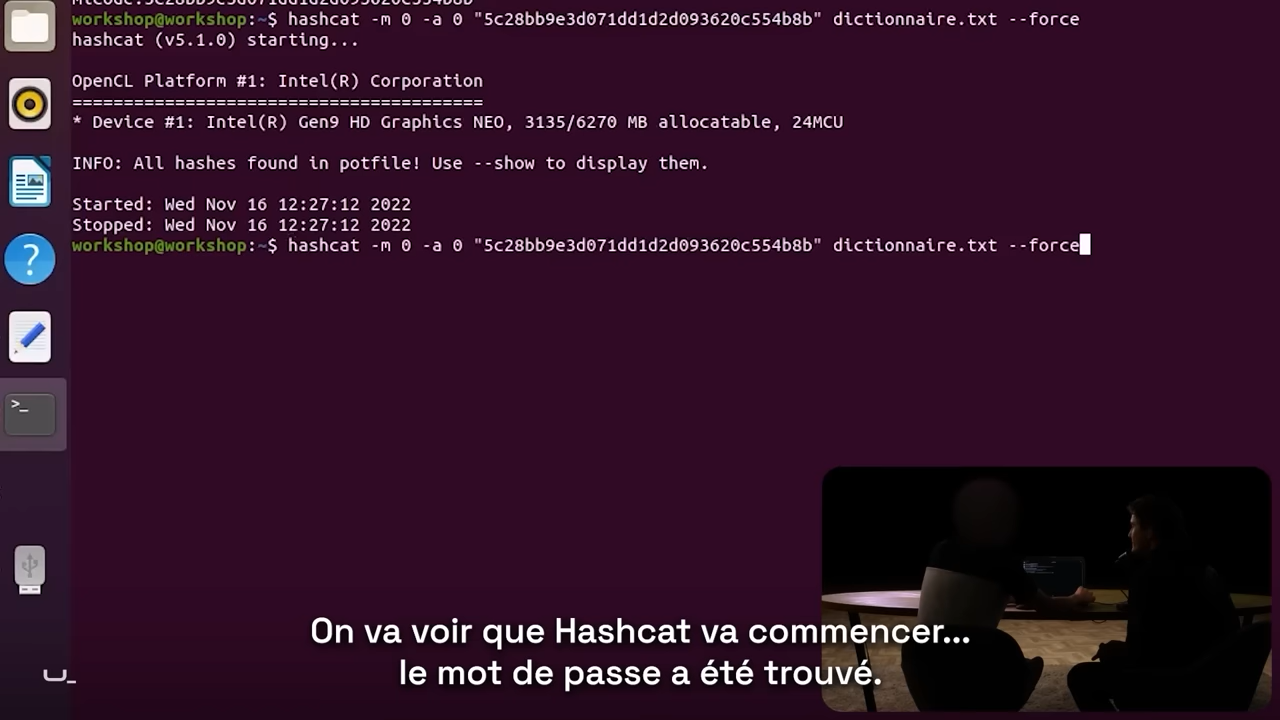 workshop@workshop:~$ hashcat -m 0 -a 0 "5c28bb9e3d071dd1d2d093620c554b8b" dictionnaire.txt --force
hashcat (v5.1.0) starting...
OpenCL Platform #1: Intel(R) Corporation
========================================
* Device #1: Intel(R) Gen9 HD Graphics NEO, 3135/6270 MB allocatable, 24MCU
INFO: All hashes found in potfile! Use --show to display them.
Started: Wed Nov 16 12:27:12 2022
Stopped: Wed Nov 16 12:27:12 2022
workshop@workshop:~$ hashcat -m 0 -a 0 "5c28bb9e3d071dd1d2d093620c554b8b" dictionnaire.txt --force
On va voir que Hashcat va commencer...
le mot de passe a été trouvé.